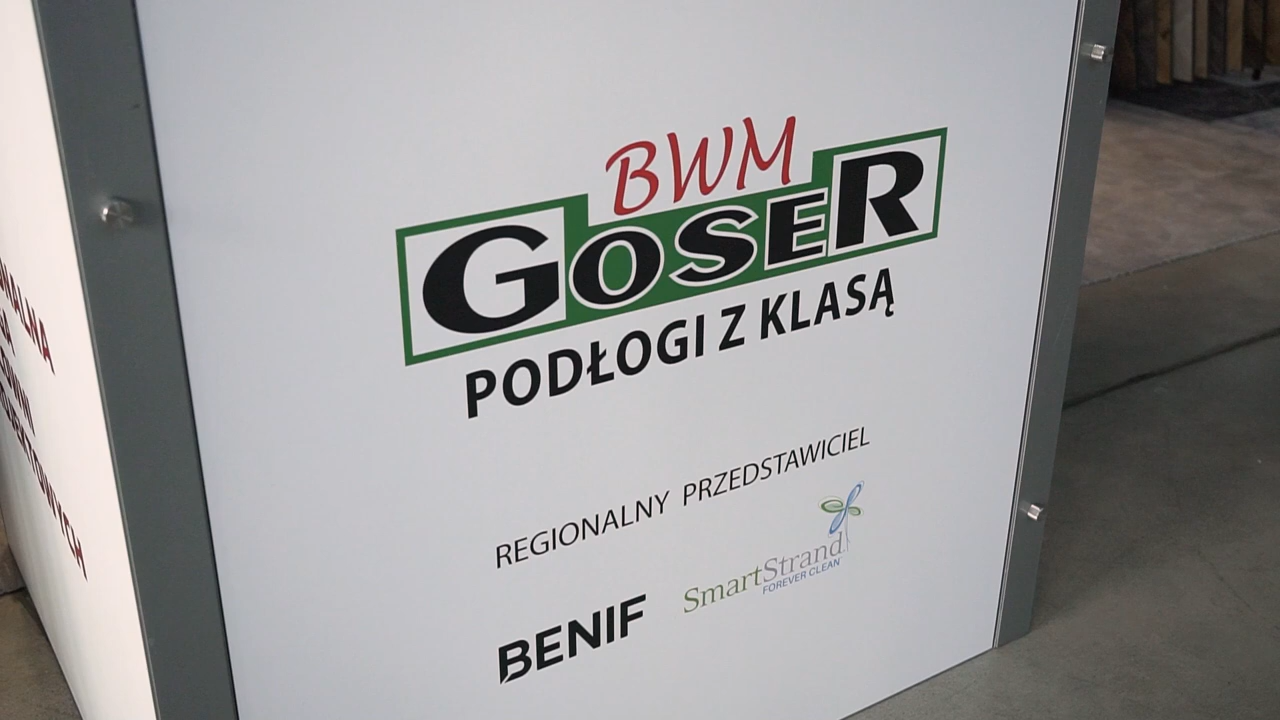 BWM
GOSER
PODŁOGI Z KLASĄ
REGIONALNY PRZEDSTAWICIEL
BENIF
SmartStrand
FOREVER CLEAN